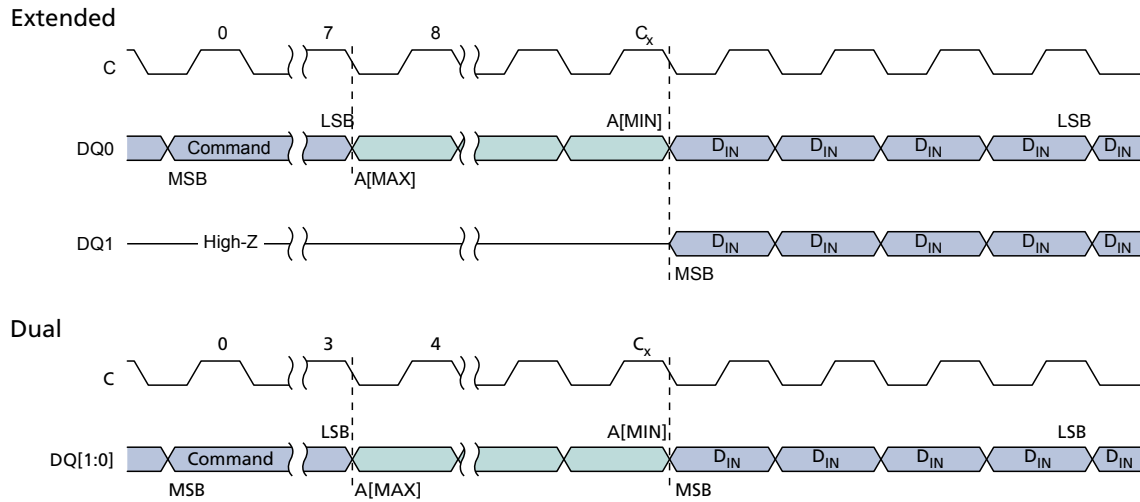 Extended
0 7 8 Cx
C
LSB A[MIN] LSB
DQ0 Command DIN DIN DIN DIN DIN
MSB A[MAX]
DQ1 High-Z DIN DIN DIN DIN DIN
MSB
Dual
0 3 4 Cx
C
LSB A[MIN] LSB
DQ[1:0] Command DIN DIN DIN DIN DIN
MSB A[MAX] MSB